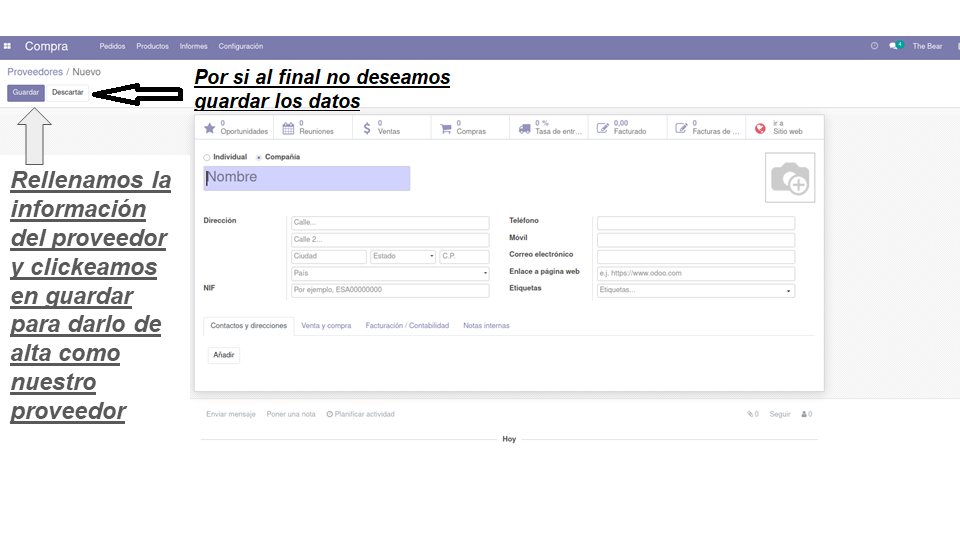 Compra Pedidos Productos Informes Configuración 4 The Bear
Proveedores / Nuevo
Guardar Descartar
Por si al final no deseamos
guardar los datos
0 Oportunidades
0 Reuniones
0 Ventas
0 Compras
0 % Tasa de entr...
0,00 Facturado
0 Facturas de ...
ir a Sitio web
Rellenamos la
información
del proveedor
y clickeamos
en guardar
para darlo de
alta como
nuestro
proveedor
Individual Compañía
Nombre
Dirección Calle...
Calle 2...
Ciudad Estado C.P.
País
NIF Por ejemplo, ESA00000000
Teléfono
Móvil
Correo electrónico
Enlace a página web e.j. https://www.odoo.com
Etiquetas Etiquetas...
Contactos y direcciones Venta y compra Facturación / Contabilidad Notas internas
Añadir
Enviar mensaje Poner una nota Planificar actividad 0 Seguir 0
Hoy